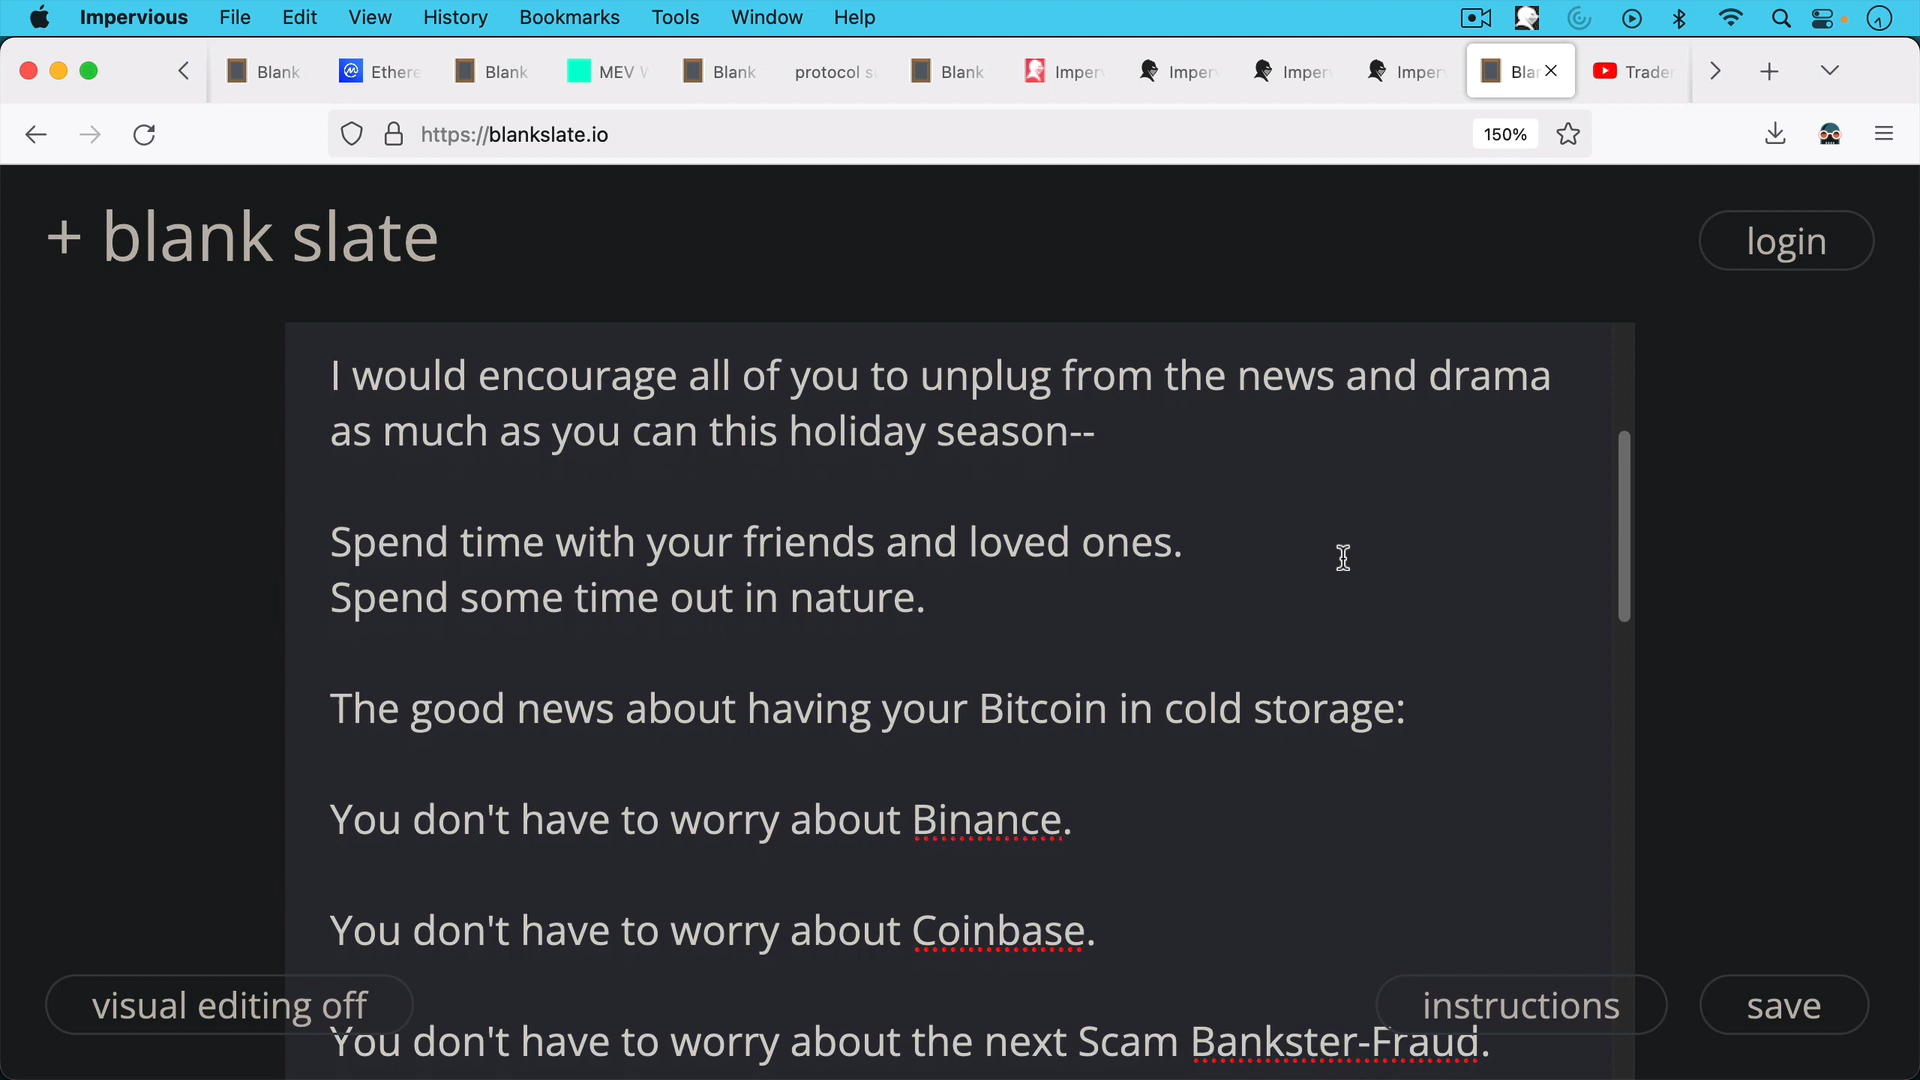 Impervious File Edit View History Bookmarks Tools Window Help
Blank Ethere Blank MEV Blank protocol Blank Imper Imper Imper Imper Bla Trader
https://blankslate.io 150%
+ blank slate login
I would encourage all of you to unplug from the news and drama
as much as you can this holiday season--
Spend time with your friends and loved ones.
Spend some time out in nature.
The good news about having your Bitcoin in cold storage:
You don't have to worry about Binance.
You don't have to worry about Coinbase.
visual editing off instructions save
You don't have to worry about the next Scam Bankster-Fraud.